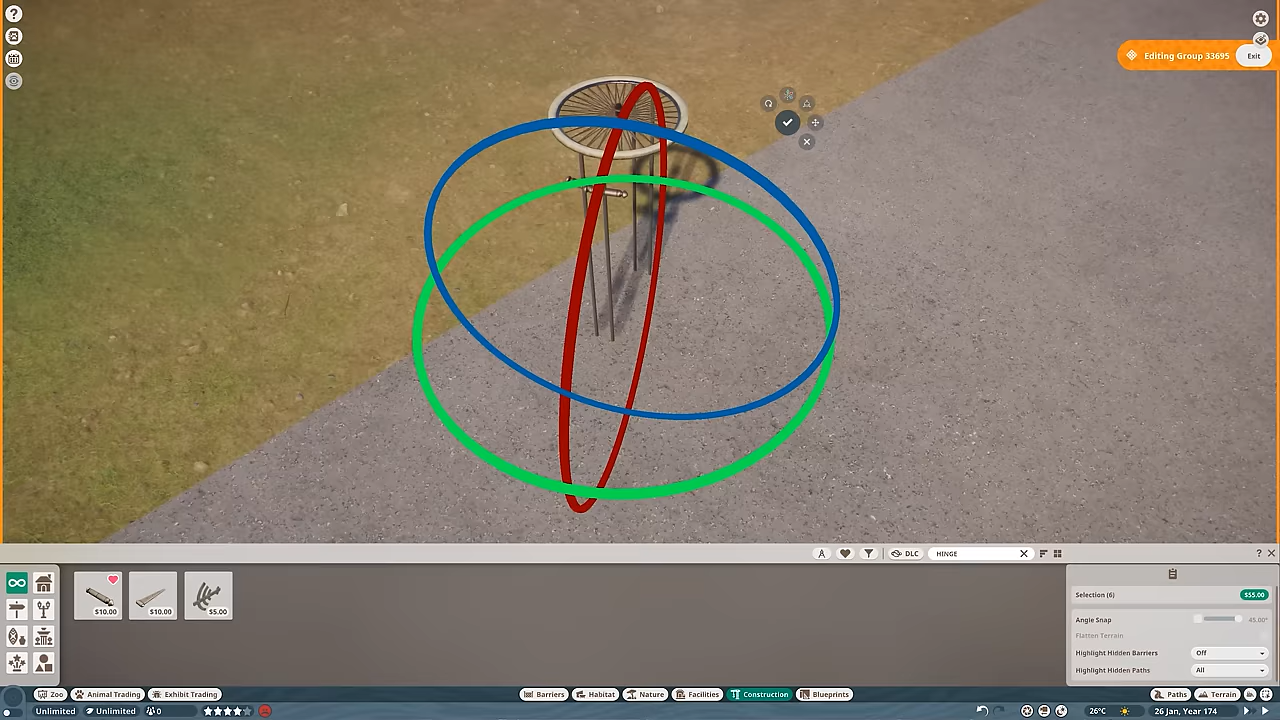 ?
Editing Group 33695
Exit
DLC
HINGE
?
$10.00
$10.00
$5.00
Selection (6)
$55.00
Angle Snap
45.00°
Flatten Terrain
Highlight Hidden Barriers
Off
Highlight Hidden Paths
All
Zoo
Animal Trading
Exhibit Trading
Barriers
Habitat
Nature
Facilities
Construction
Blueprints
Paths
Terrain
Unlimited
Unlimited
0
26°C
26 Jan, Year 174